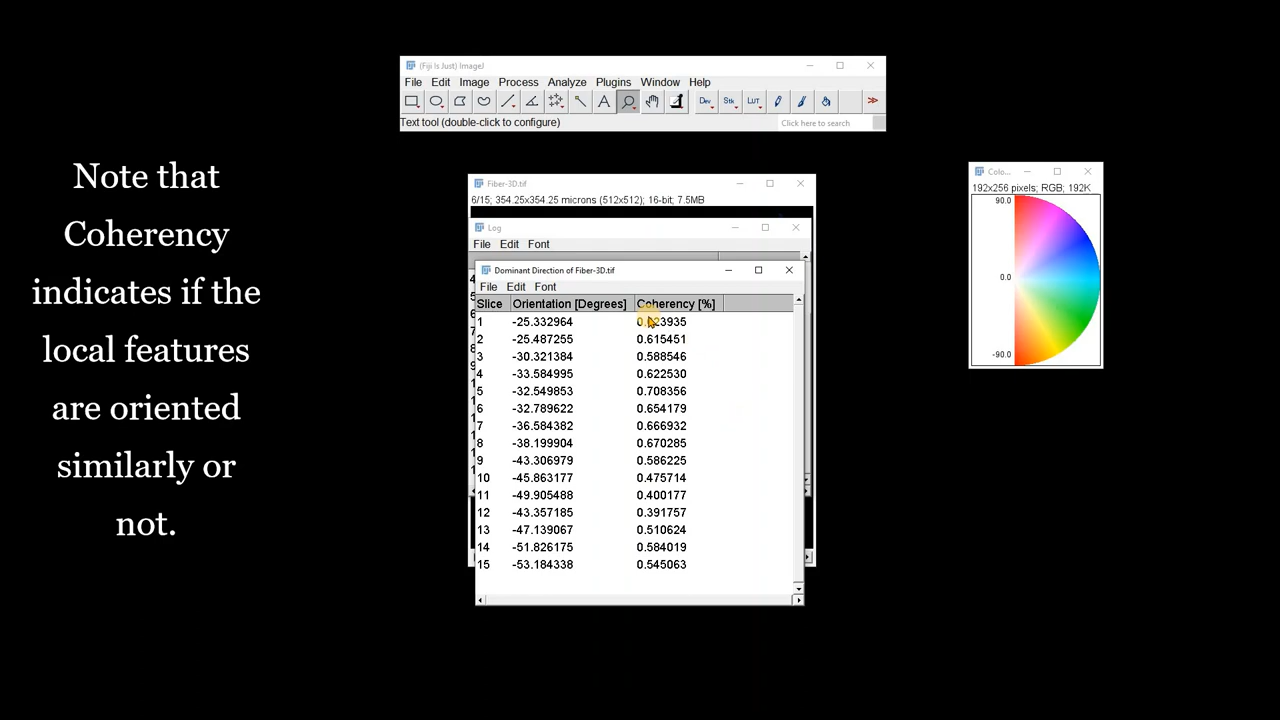 Note that
Coherency
indicates if the
local features
are oriented
similarly or
not.
(Fiji Is Just) ImageJ
File Edit Image Process Analyze Plugins Window Help
Dev Stk LUT
Text tool (double-click to configure)
Click here to search
Fiber-3D.tif
6/15; 354.25x354.25 microns (512x512); 16-bit; 7.5MB
Log
File Edit Font
Dominant Direction of Fiber-3D.tif
File Edit Font
Slice Orientation [Degrees] Coherency [%]
1 -25.332964
2 -25.487255 0.615451
3 -30.321384 0.588546
4 -33.584995 0.622530
5 -32.549853 0.708356
6 -32.789622 0.654179
7 -36.584382 0.666932
8 -38.199904 0.670285
9 -43.306979 0.586225
10 -45.863177 0.475714
11 -49.905488 0.400177
12 -43.357185 0.391757
13 -47.139067 0.510624
14 -51.826175 0.584019
15 -53.184338 0.545063
Colo...
192x256 pixels; RGB; 192K
90.0
0.0
-90.0